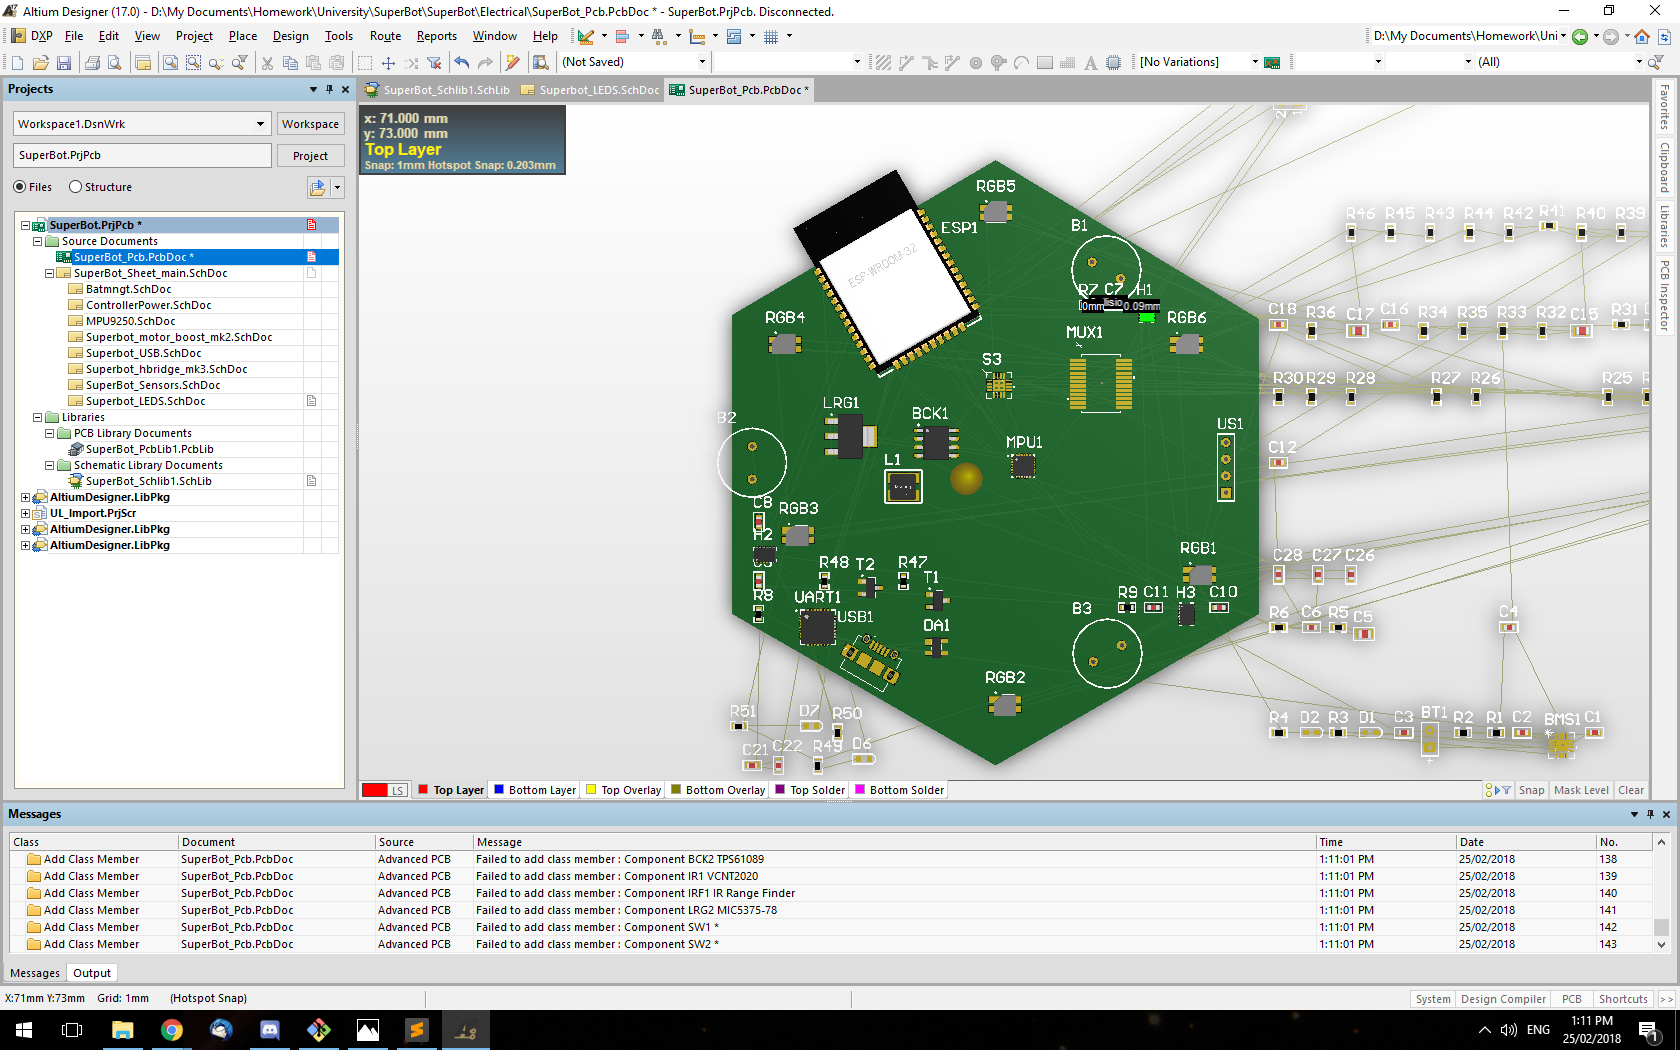 Altium Designer (17.0) - D:\My Documents\Homework\University\SuperBot\SuperBot\Electrical\SuperBot_Pcb.PcbDoc * - SuperBot.PrjPcb. Disconnected.
DXP File Edit View Project Place Design Tools Route Reports Window Help D:\My Documents\Homework\Uni
(Not Saved) [No Variations] (All)
Projects
Workspace1.DsnWrk Workspace
SuperBot.PrjPcb Project
Files Structure
SuperBot.PrjPcb *
Source Documents
SuperBot_Pcb.PcbDoc *
SuperBot_Sheet_main.SchDoc
Batmngt.SchDoc
ControllerPower.SchDoc
MPU9250.SchDoc
Superbot_motor_boost_mk2.SchDoc
Superbot_USB.SchDoc
Superbot_hbridge_mk3.SchDoc
SuperBot_Sensors.SchDoc
Superbot_LEDS.SchDoc
Libraries
PCB Library Documents
SuperBot_PcbLib1.PcbLib
Schematic Library Documents
SuperBot_Schlib1.SchLib
AltiumDesigner.LibPkg
UL_Import.PrjScr
AltiumDesigner.LibPkg
AltiumDesigner.LibPkg
SuperBot_Schlib1.SchLib SuperBot_LEDS.SchDoc SuperBot_Pcb.PcbDoc *
x: 71.000 mm
y: 73.000 mm
Top Layer
Snap: 1mm Hotspot Snap: 0.203mm
2 1
RGB5
ESP1
B1
ESP-WROOM-32
R7 C7 H1
0.09mm
RGB4
RGB6
MUX1
S3
LRG1
BCK1
B2
MPU1
US1
L1
C8
RGB3
H2
R48 T2 R47
T1
R8 UART1
USB1
DA1
RGB1
R9 C11 H3 C10
B3
RGB2
R46 R45 R43 R44 R42 R41 R40 R39
C18 R36 C17 C16 R34 R35 R33 R32 C15 R31
R30 R29 R28 R27 R26 R25
C12
C28 C27 C26
R6 C6 R5 C5 C4
R4 D2 R3 D1 C3 BT1 R2 R1 C2 BMS1 C1
R51 D7 R50
C21 C22 R49 D6
LS Top Layer Bottom Layer Top Overlay Bottom Overlay Top Solder Bottom Solder Snap Mask Level Clear
Favorites
Clipboard
Libraries
PCB Inspector
Messages
Class Document Source Message Time Date No.
Add Class Member SuperBot_Pcb.PcbDoc Advanced PCB Failed to add class member : Component BCK2 TPS61089 1:11:01 PM 25/02/2018 138
Add Class Member SuperBot_Pcb.PcbDoc Advanced PCB Failed to add class member : Component IR1 VCNT2020 1:11:01 PM 25/02/2018 139
Add Class Member SuperBot_Pcb.PcbDoc Advanced PCB Failed to add class member : Component IRF1 IR Range Finder 1:11:01 PM 25/02/2018 140
Add Class Member SuperBot_Pcb.PcbDoc Advanced PCB Failed to add class member : Component LRG2 MIC5375-78 1:11:01 PM 25/02/2018 141
Add Class Member SuperBot_Pcb.PcbDoc Advanced PCB Failed to add class member : Component SW1 * 1:11:01 PM 25/02/2018 142
Add Class Member SuperBot_Pcb.PcbDoc Advanced PCB Failed to add class member : Component SW2 * 1:11:01 PM 25/02/2018 143
Messages Output
X:71mm Y:73mm Grid: 1mm (Hotspot Snap) System Design Compiler PCB Shortcuts >>
ENG
1:11 PM
25/02/2018
1